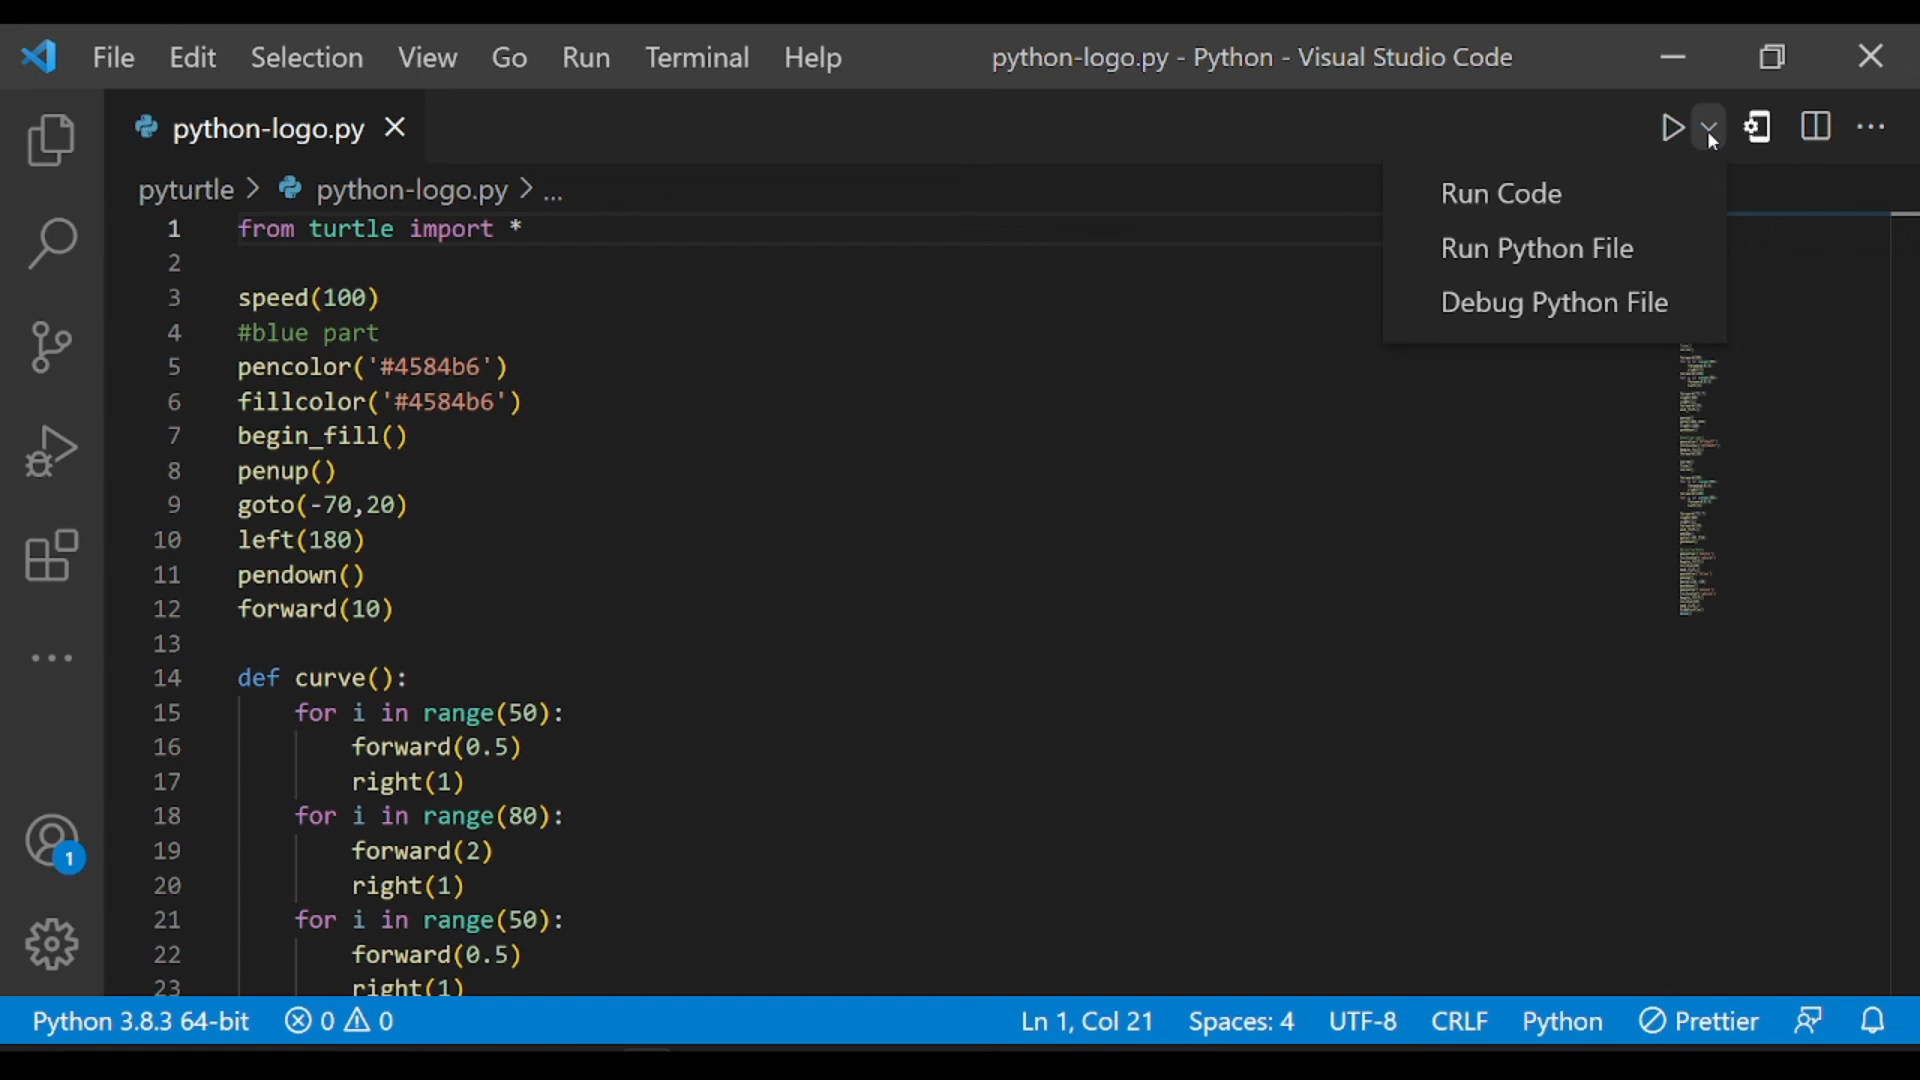 File Edit Selection View Go Run Terminal Help python-logo.py - Python - Visual Studio Code
python-logo.py
pyturtle > python-logo.py > ...
Run Code
Run Python File
Debug Python File
1 from turtle import *
2
3 speed(100)
4 #blue part
5 pencolor('#4584b6')
6 fillcolor('#4584b6')
7 begin_fill()
8 penup()
9 goto(-70,20)
10 left(180)
11 pendown()
12 forward(10)
13
14 def curve():
15 for i in range(50):
16 forward(0.5)
17 right(1)
18 for i in range(80):
19 forward(2)
20 right(1)
21 for i in range(50):
22 forward(0.5)
23 right(1)
1
Python 3.8.3 64-bit 0 0 Ln 1, Col 21 Spaces: 4 UTF-8 CRLF Python Prettier